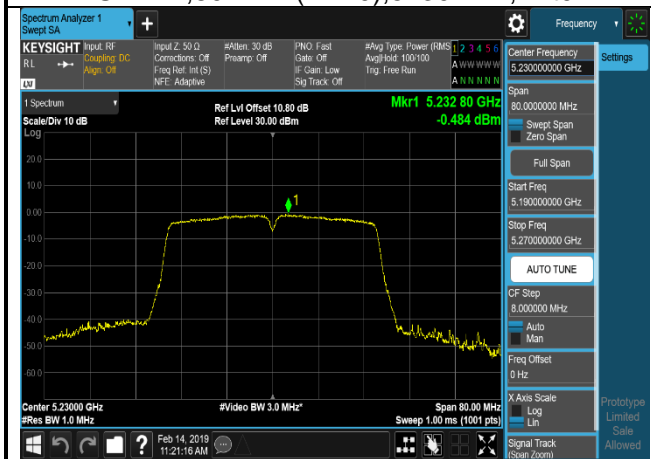 Spectrum Analyzer 1
Swept SA
Frequency
KEYSIGHT
RL
LXI
Input: RF
Coupling: DC
Align: Off
Input Z: 50 Ω
Corrections: Off
Freq Ref: Int (S)
NFE: Adaptive
#Atten: 30 dB
Preamp: Off
PNO: Fast
Gate: Off
IF Gain: Low
Sig Track: Off
#Avg Type: Power (RMS
Avg|Hold: 100/100
Trig: Free Run
1 2 3 4 5 6
A W W W W W
A N N N N N
1 Spectrum
Scale/Div 10 dB
Log
Ref Lvl Offset 10.80 dB
Ref Level 30.00 dBm
Mkr1 5.232 80 GHz
-0.484 dBm
1
20.0
10.0
0.00
-10.0
-20.0
-30.0
-40.0
-50.0
-60.0
Center 5.23000 GHz
#Res BW 1.0 MHz
#Video BW 3.0 MHz*
Span 80.00 MHz
Sweep 1.00 ms (1001 pts)
Center Frequency
5.230000000 GHz
Span
80.0000000 MHz
Swept Span
Zero Span
Full Span
Start Freq
5.190000000 GHz
Stop Freq
5.270000000 GHz
AUTO TUNE
CF Step
8.000000 MHz
Auto
Man
Freq Offset
0 Hz
X Axis Scale
Log
Lin
Signal Track
(Span Zoom)
Settings
Prototype
Limited
Sale
Allowed
?
Feb 14, 2019
11:21:16 AM